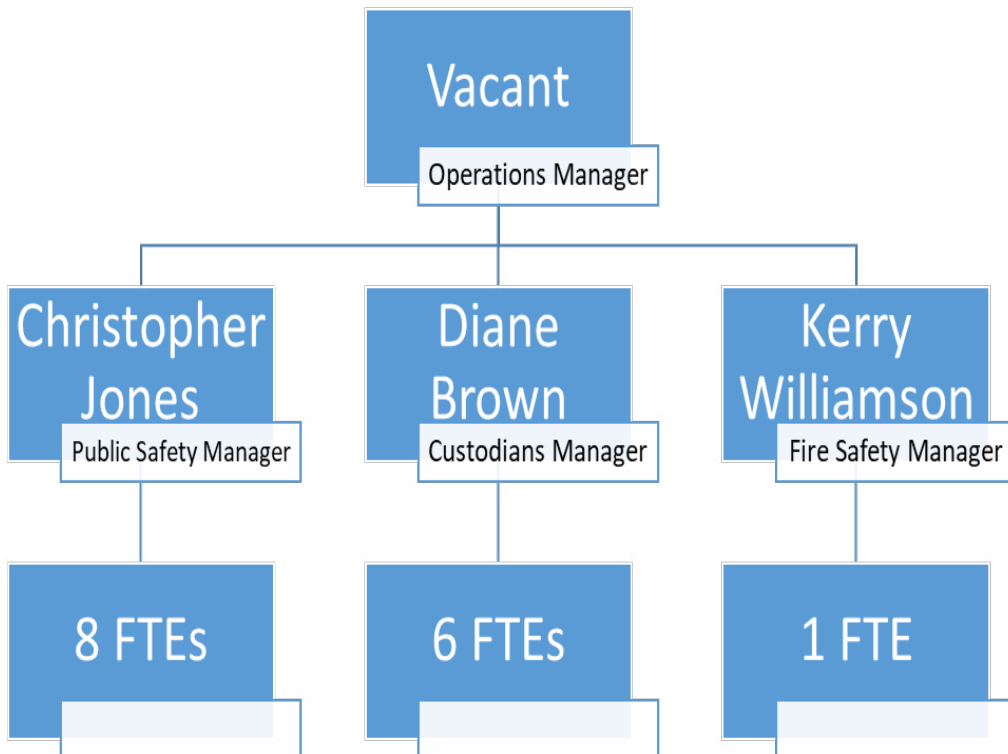 Vacant
Operations Manager
Christopher
Jones
Public Safety Manager
Diane
Brown
Custodians Manager
Kerry
Williamson
Fire Safety Manager
8 FTEs
6 FTEs
1 FTE